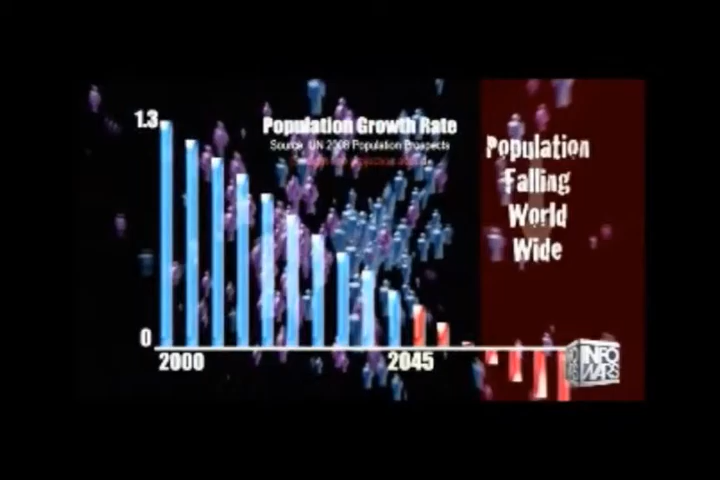 1.3
Population Growth Rate
Source: UN 2008 Population Prospects
Population
Falling
World
Wide
0
2000
2045
INFO
WARS